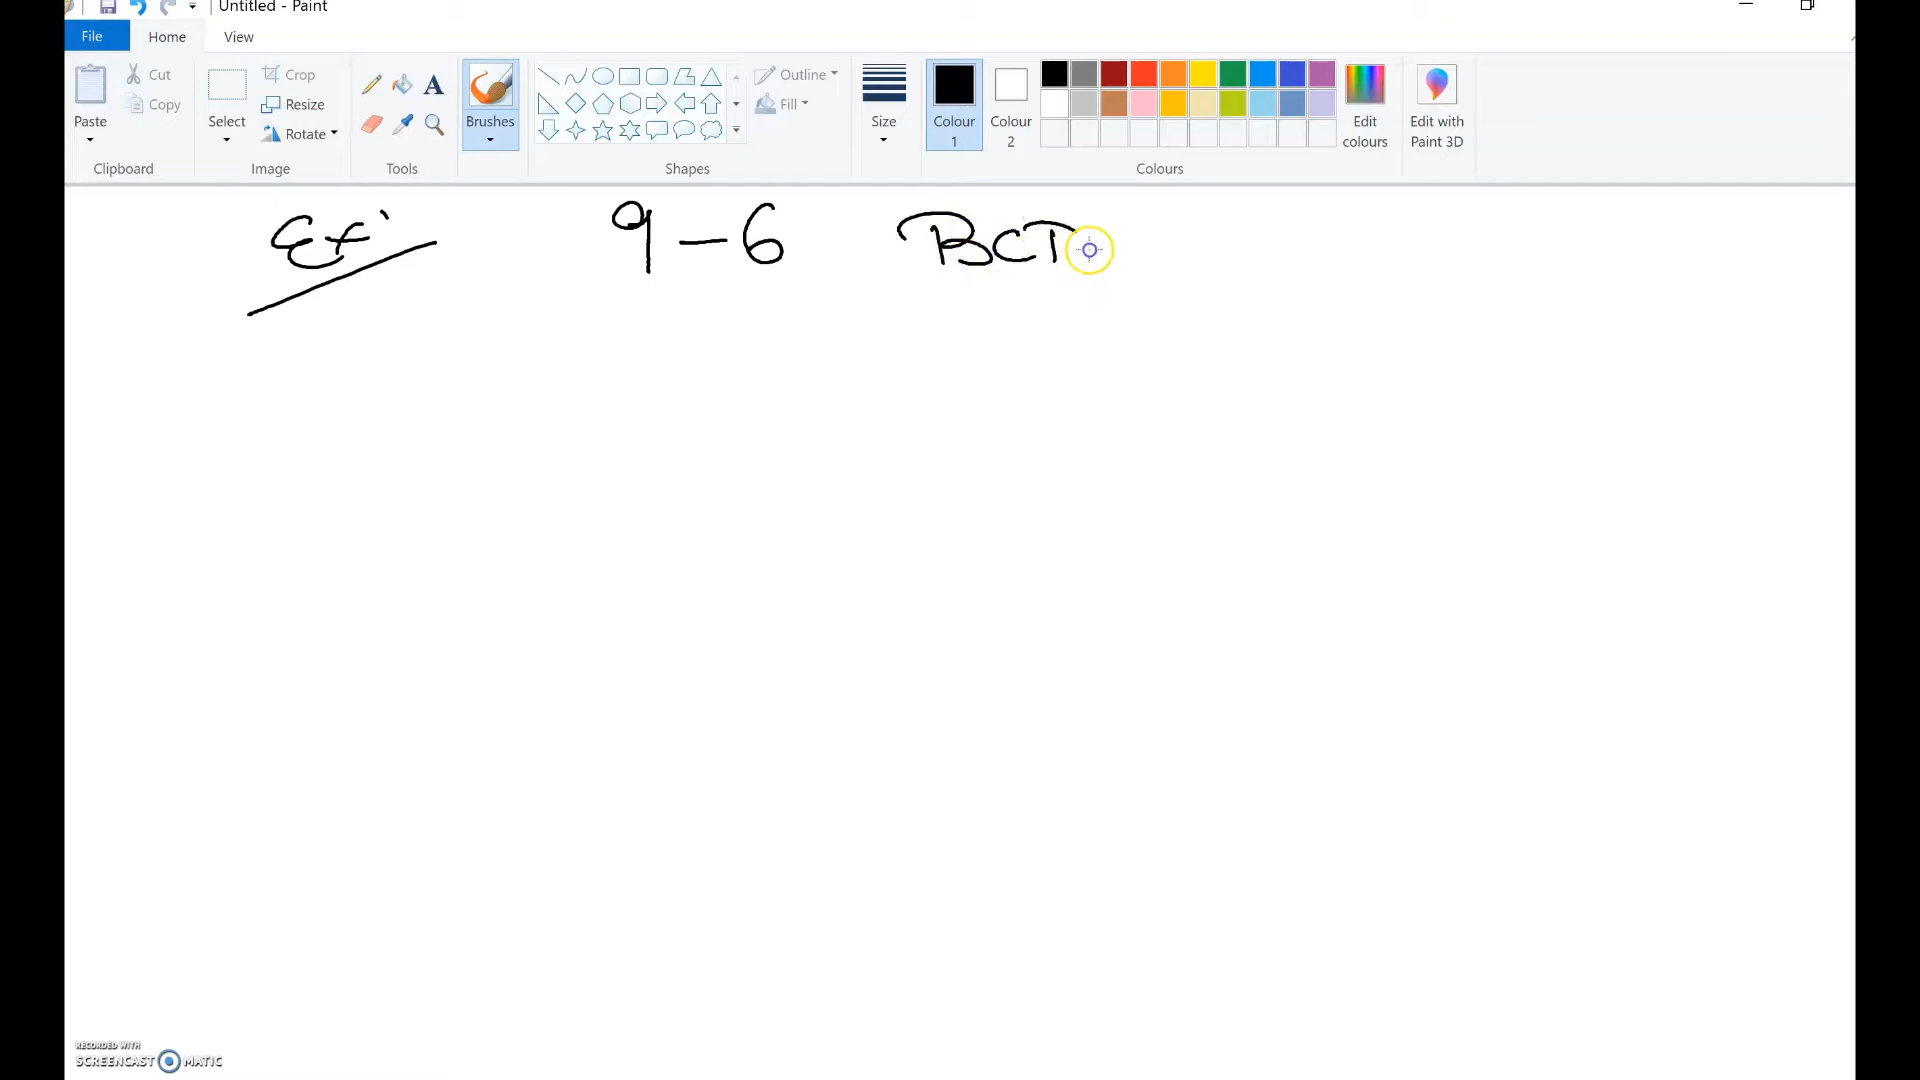 Untitled - Paint
File Home View
Paste Cut Copy Clipboard
Select Crop Resize Rotate Image
A Tools
Brushes
Outline Fill Shapes
Size
Colour 1 Colour 2 Edit colours Colours
Edit with Paint 3D
Ex' 9 - 6 BCT
RECORDED WITH
SCREENCAST MATIC